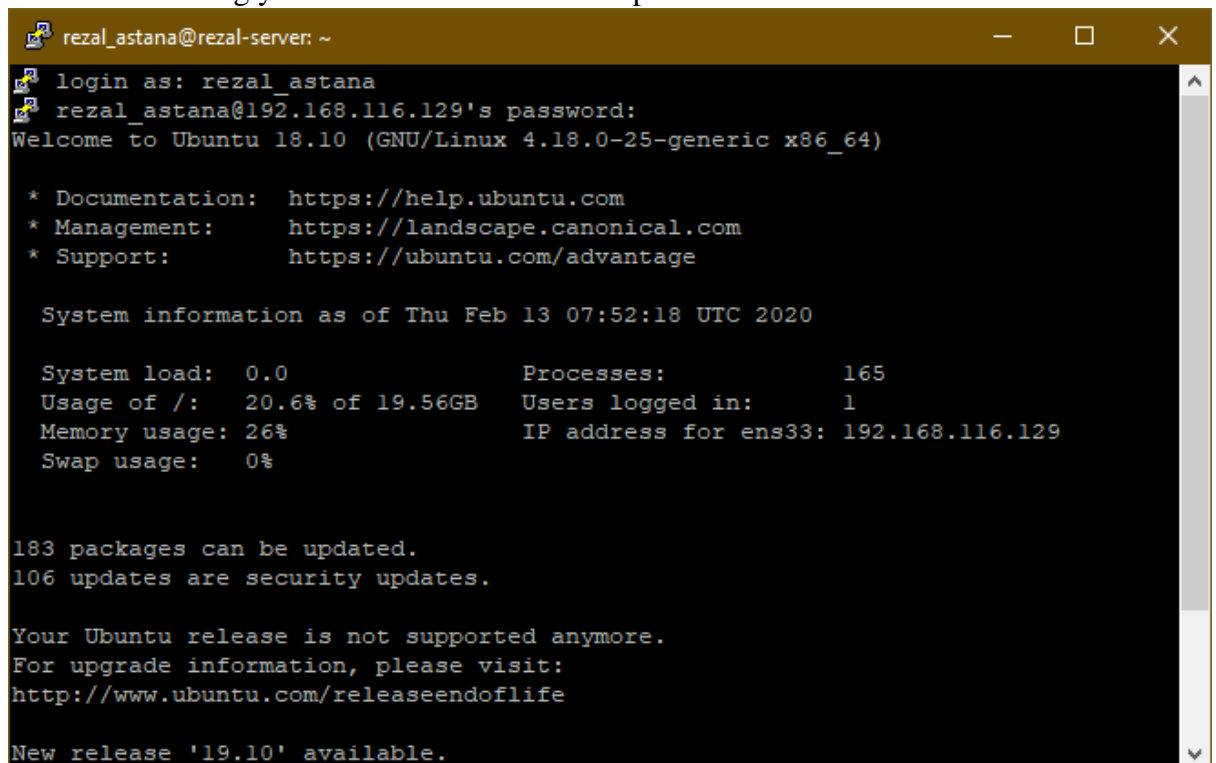 rezal_astana@rezal-server: ~
login as: rezal_astana
rezal_astana@192.168.116.129's password:
Welcome to Ubuntu 18.10 (GNU/Linux 4.18.0-25-generic x86_64)
* Documentation: https://help.ubuntu.com
* Management: https://landscape.canonical.com
* Support: https://ubuntu.com/advantage
System information as of Thu Feb 13 07:52:18 UTC 2020
System load: 0.0 Processes: 165
Usage of /: 20.6% of 19.56GB Users logged in: 1
Memory usage: 26% IP address for ens33: 192.168.116.129
Swap usage: 0%
183 packages can be updated.
106 updates are security updates.
Your Ubuntu release is not supported anymore.
For upgrade information, please visit:
http://www.ubuntu.com/releaseendoflife
New release '19.10' available.